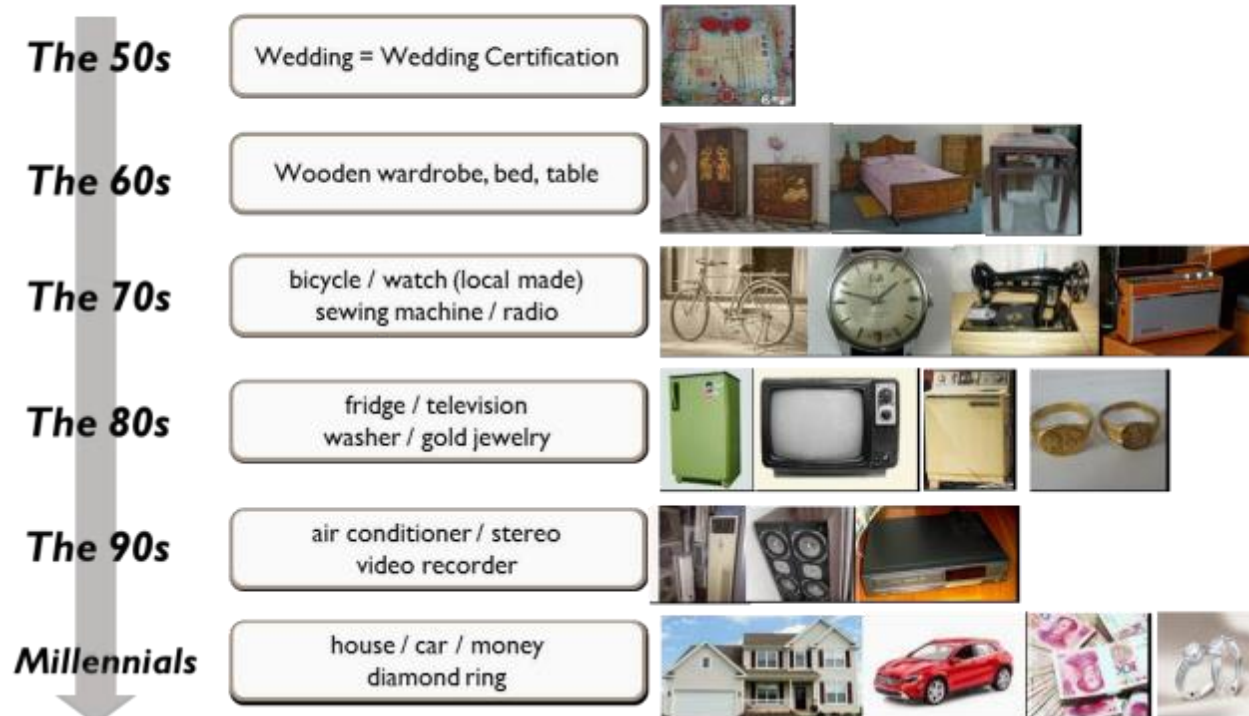 The 50s
Wedding = Wedding Certification
The 60s
Wooden wardrobe, bed, table
The 70s
bicycle / watch (local made)
sewing machine / radio
The 80s
fridge / television
washer / gold jewelry
The 90s
air conditioner / stereo
video recorder
Millennials
house / car / money
diamond ring